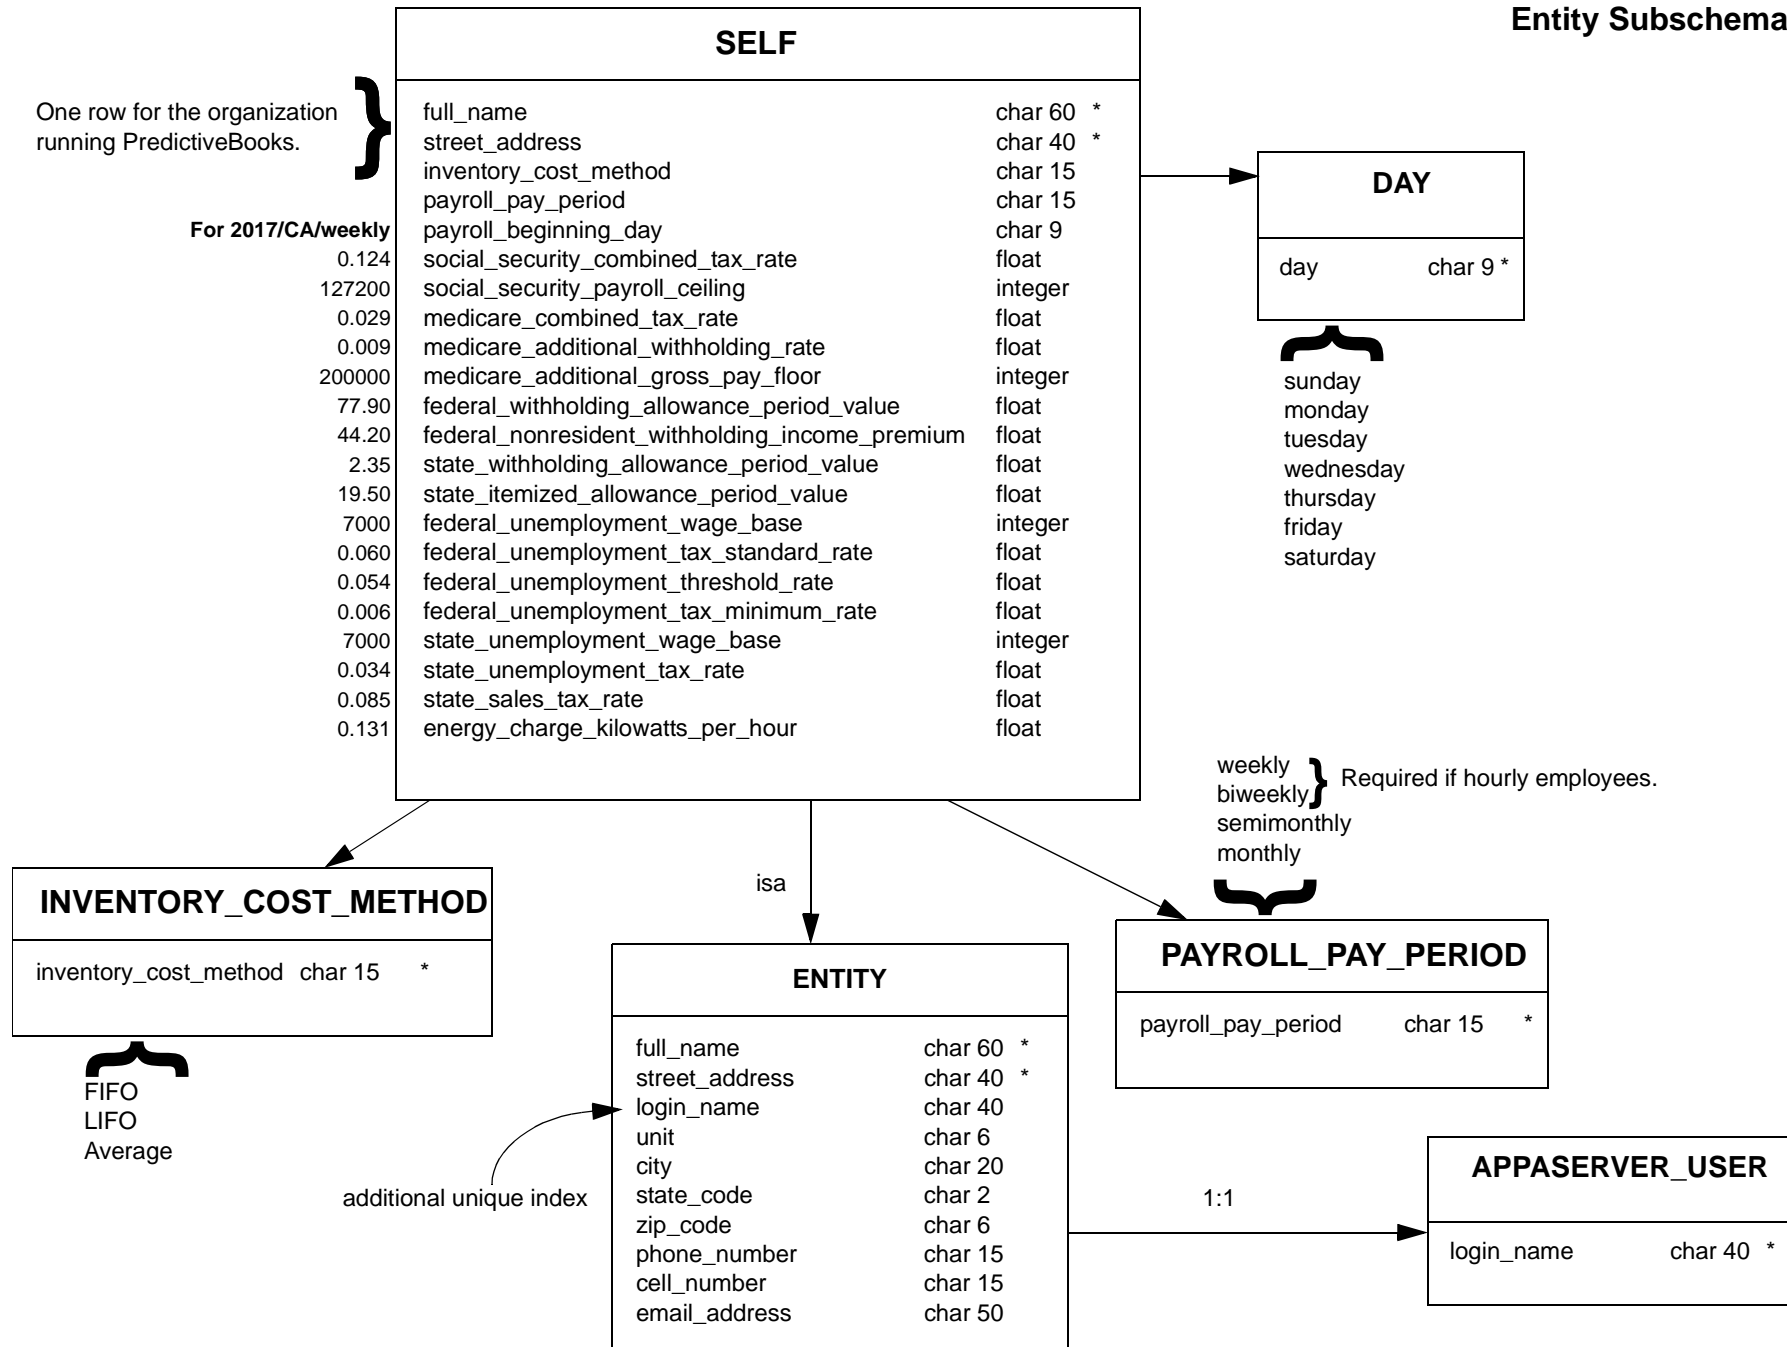 Entity Subschema
SELF
One row for the organization
running PredictiveBooks.
full_name char 60 *
street_address char 40 *
inventory_cost_method char 15
payroll_pay_period char 15
For 2017/CA/weekly payroll_beginning_day char 9
0.124 social_security_combined_tax_rate float
127200 social_security_payroll_ceiling integer
0.029 medicare_combined_tax_rate float
0.009 medicare_additional_withholding_rate float
200000 medicare_additional_gross_pay_floor integer
77.90 federal_withholding_allowance_period_value float
44.20 federal_nonresident_withholding_income_premium float
2.35 state_withholding_allowance_period_value float
19.50 state_itemized_allowance_period_value float
7000 federal_unemployment_wage_base integer
0.060 federal_unemployment_tax_standard_rate float
0.054 federal_unemployment_threshold_rate float
0.006 federal_unemployment_tax_minimum_rate float
7000 state_unemployment_wage_base integer
0.034 state_unemployment_tax_rate float
0.085 state_sales_tax_rate float
0.131 energy_charge_kilowatts_per_hour float
DAY
day char 9 *
sunday
monday
tuesday
wednesday
thursday
friday
saturday
weekly
biweekly
Required if hourly employees.
semimonthly
monthly
PAYROLL_PAY_PERIOD
payroll_pay_period char 15 *
INVENTORY_COST_METHOD
inventory_cost_method char 15 *
FIFO
LIFO
Average
isa
ENTITY
full_name char 60 *
street_address char 40 *
login_name char 40
unit char 6
city char 20
state_code char 2
zip_code char 6
phone_number char 15
cell_number char 15
email_address char 50
additional unique index
1:1
APPASERVER_USER
login_name char 40 *